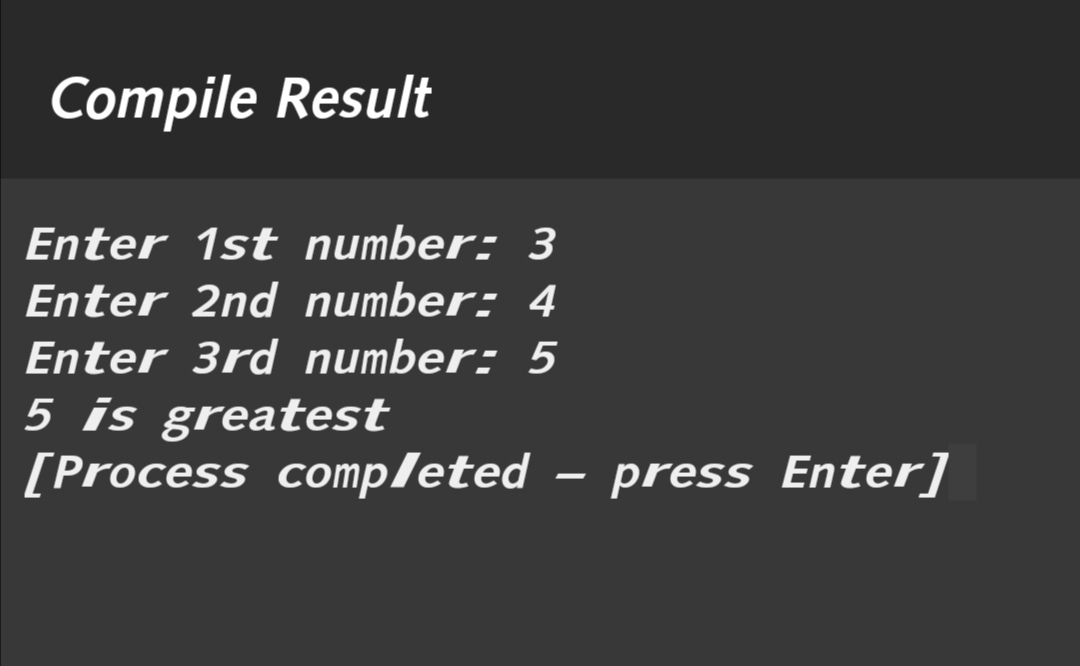 Compile Result
Enter 1st number: 3
Enter 2nd number: 4
Enter 3rd number: 5
5 is greatest
[Process completed – press Enter]